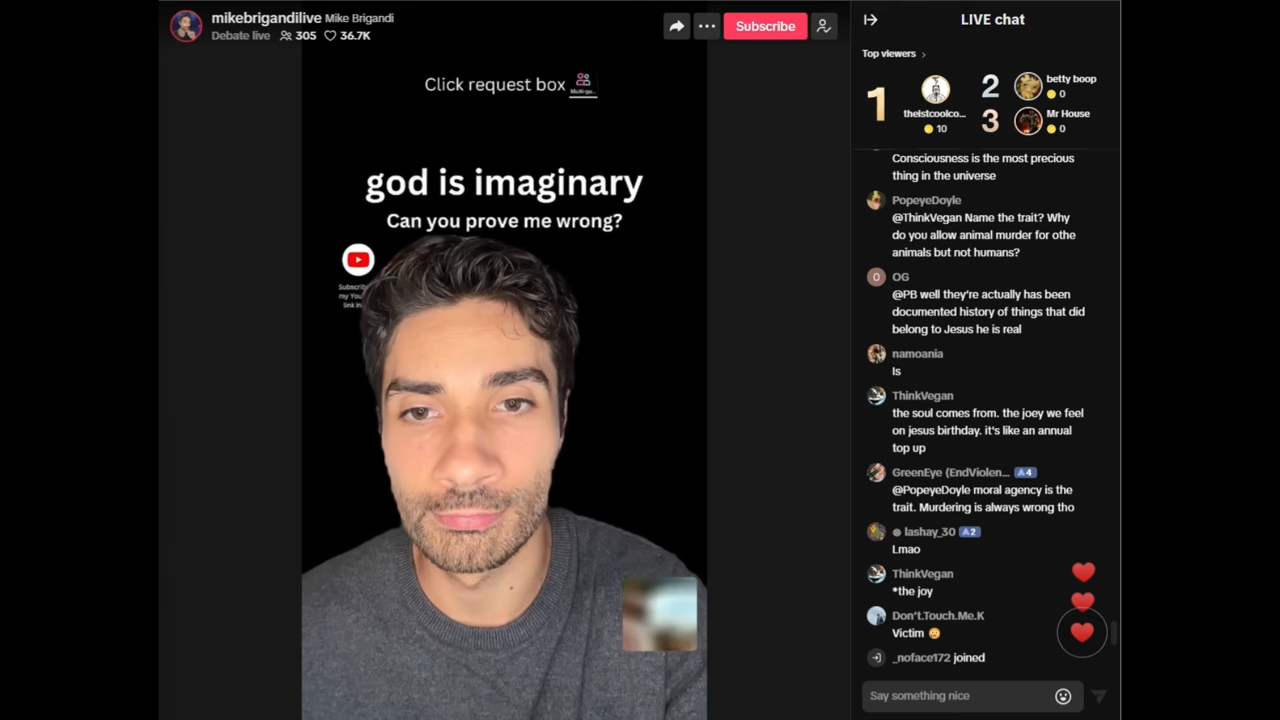 mikebrigandilive Mike Brigandi
Debate live 305 36.7K
Subscribe
Click request box
god is imaginary
Can you prove me wrong?
my You
link in
LIVE chat
Top viewers
1
theistcoolco...
10
2
betty boop
0
3
Mr House
0
Consciousness is the most precious
thing in the universe
PopeyeDoyle
@ThinkVegan Name the trait? Why
do you allow animal murder for othe
animals but not humans?
O OG
@PB well they're actually has been
documented history of things that did
belong to Jesus he is real
namoania
Is
ThinkVegan
the soul comes from. the joey we feel
on jesus birthday. it's like an annual
top up
GreenEye (EndViolen... 4
@PopeyeDoyle moral agency is the
trait. Murdering is always wrong tho
lashay_30 2
Lmao
ThinkVegan
*the joy
Don't.Touch.Me.K
Victim
_noface172 joined
Say something nice